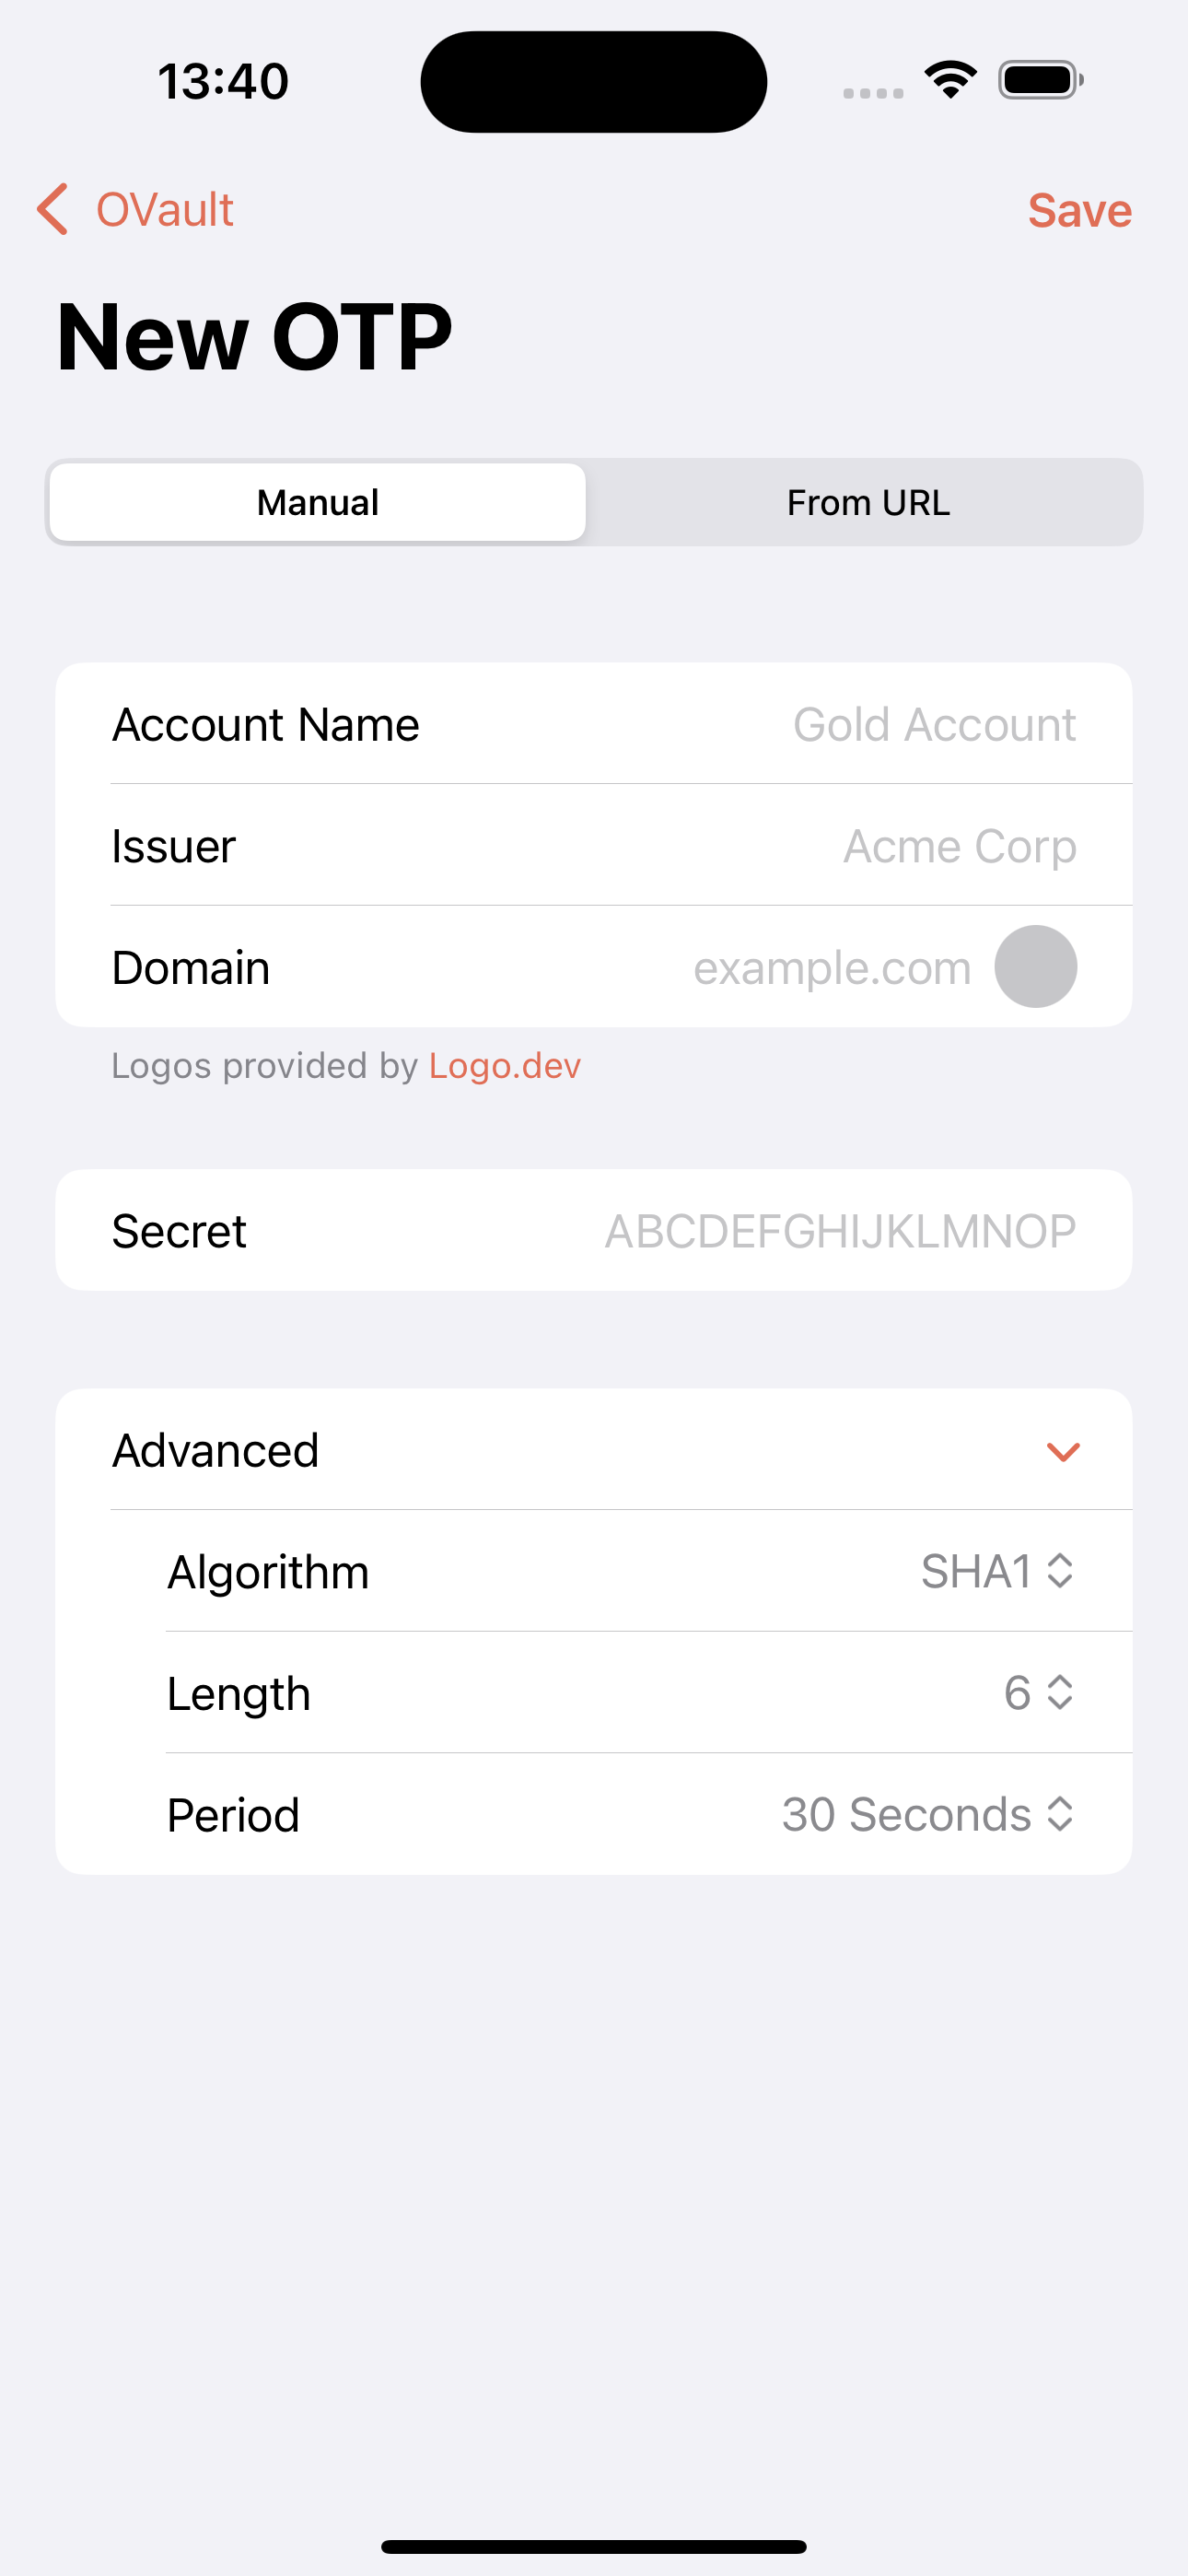 13:40
OVault
Save
New OTP
Manual
From URL
Account Name
Gold Account
Issuer
Acme Corp
Domain
example.com
Logos provided by Logo.dev
Secret
ABCDEFGHIJKLMNOP
Advanced
Algorithm
SHA1
Length
6
Period
30 Seconds